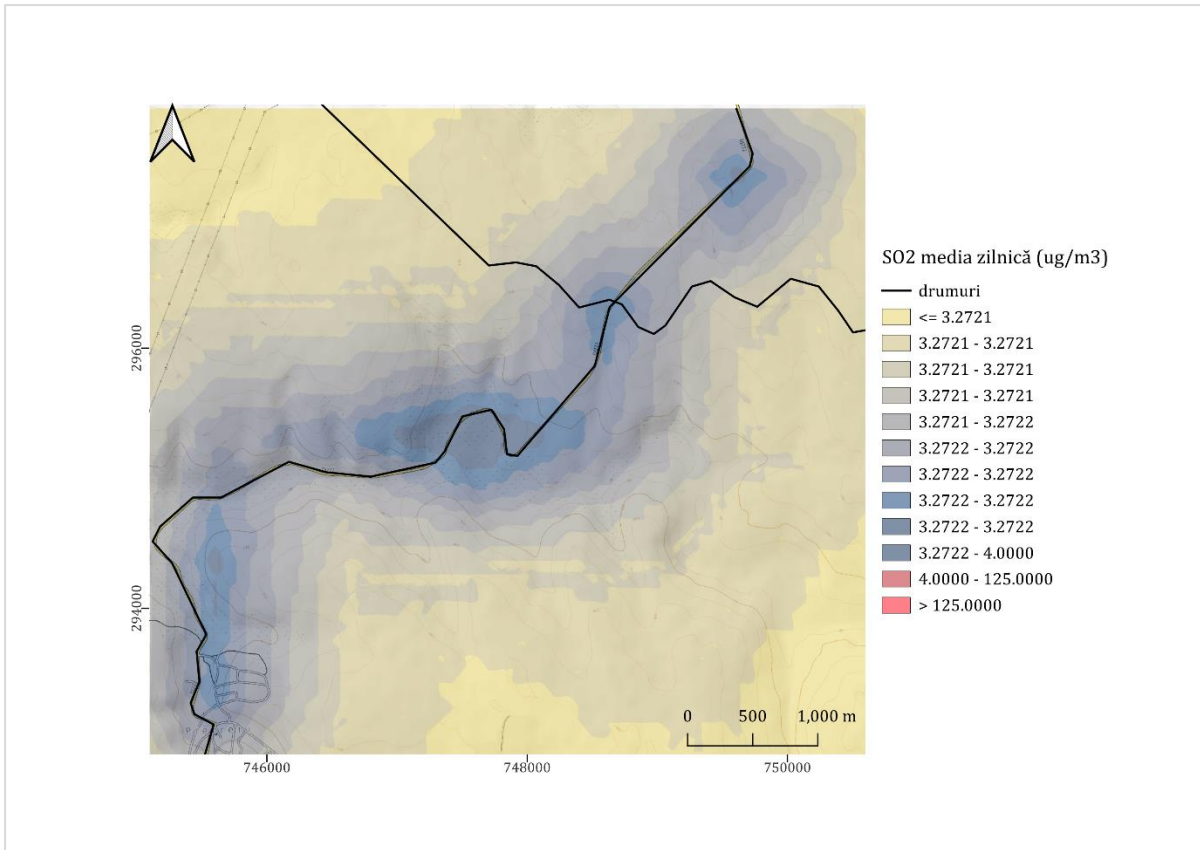 SO2 media zilnică (ug/m3)
drumuri
<= 3.2721
3.2721 - 3.2721
3.2721 - 3.2721
3.2721 - 3.2721
3.2721 - 3.2722
3.2722 - 3.2722
3.2722 - 3.2722
3.2722 - 3.2722
3.2722 - 3.2722
3.2722 - 4.0000
4.0000 - 125.0000
> 125.0000
296000
294000
0 500 1,000 m
746000 748000 750000